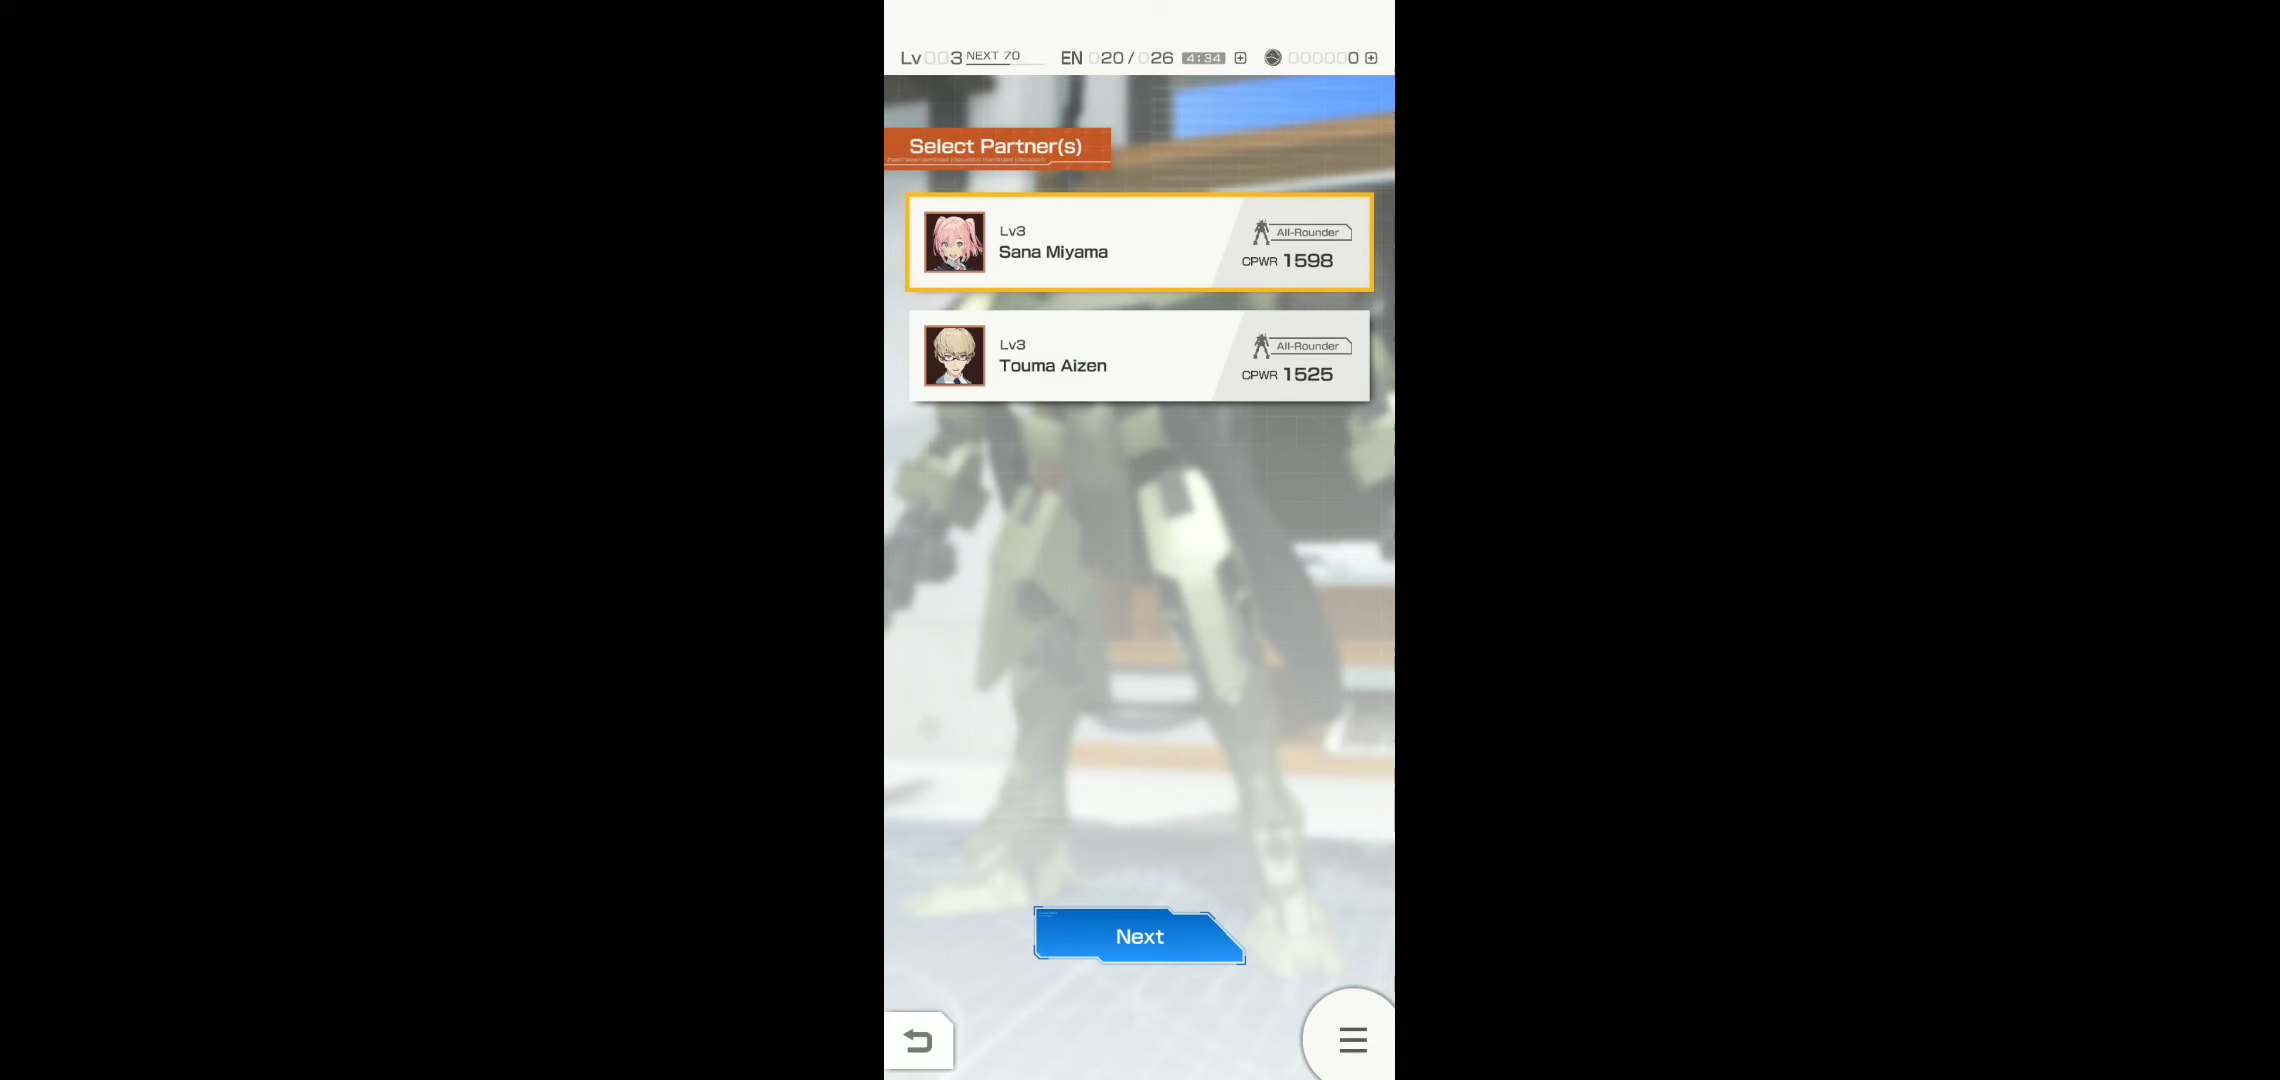 Lv003 NEXT 70 EN 020/026 4:34 0000000
Select Partner(s)
Lv3
Sana Miyama
All-Rounder
CPWR 1598
Lv3
Touma Aizen
All-Rounder
CPWR 1525
Next